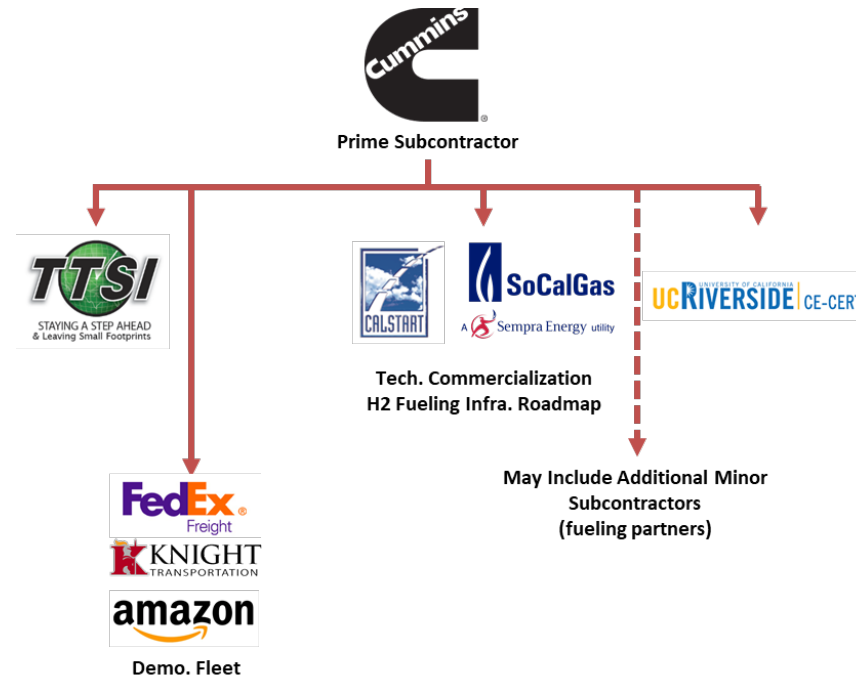 Cummins
®
Prime Subcontractor
TTSI
STAYING A STEP AHEAD
& Leaving Small Footprints
CALSTART
SoCalGas
A Sempra Energy utility
UNIVERSITY OF CALIFORNIA
UCRIVERSIDE CE-CERT
Tech. Commercialization
H2 Fueling Infra. Roadmap
May Include Additional Minor
Subcontractors
(fueling partners)
FedEx®
Freight
KNIGHT
TRANSPORTATION
amazon
Demo. Fleet